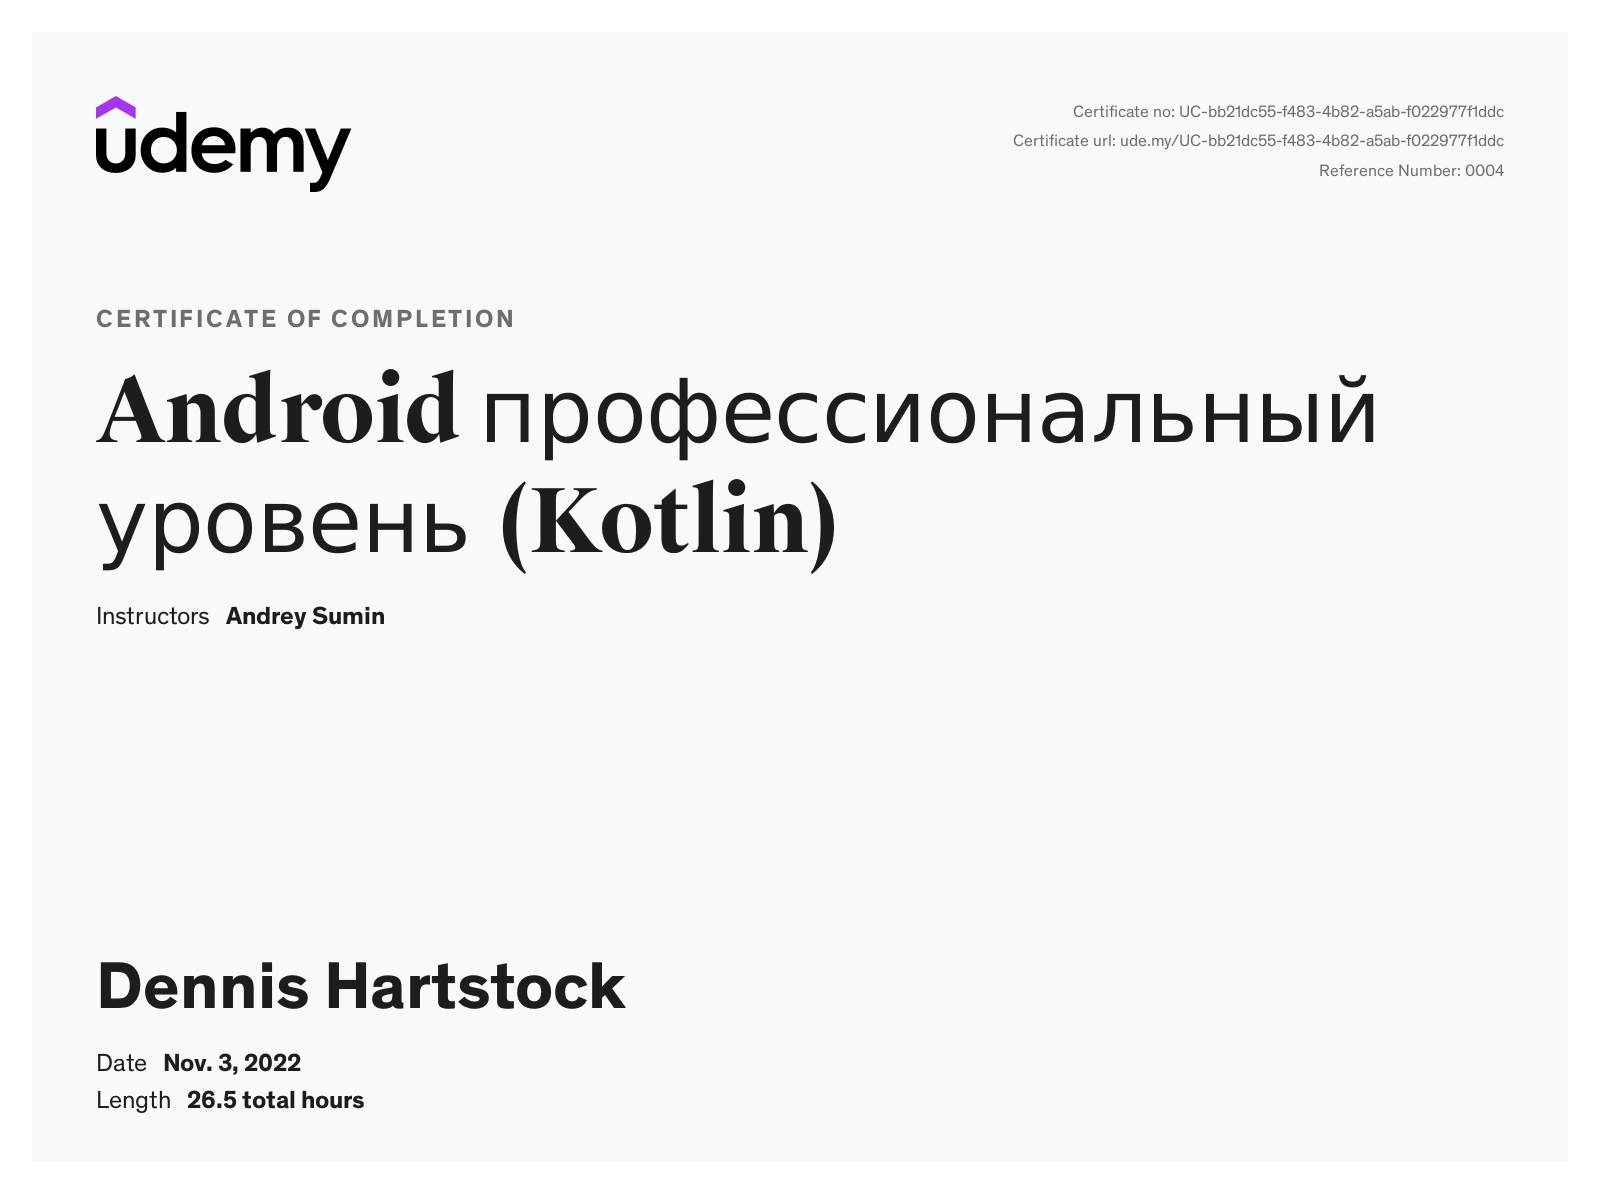 udemy
Certificate no: UC-bb21dc55-f483-4b82-a5ab-f022977f1ddc
Certificate url: ude.my/UC-bb21dc55-f483-4b82-a5ab-f022977f1ddc
Reference Number: 0004
CERTIFICATE OF COMPLETION
Android профессиональный
уровень (Kotlin)
Instructors Andrey Sumin
Dennis Hartstock
Date Nov. 3, 2022
Length 26.5 total hours